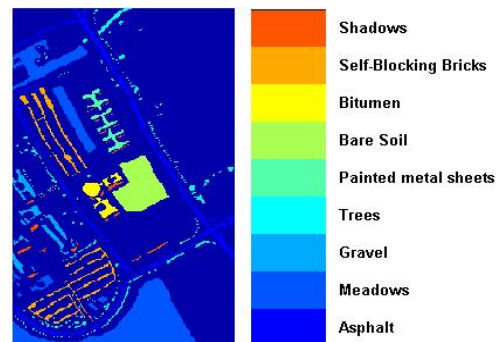 Shadows
Self-Blocking Bricks
Bitumen
Bare Soil
Painted metal sheets
Trees
Gravel
Meadows
Asphalt